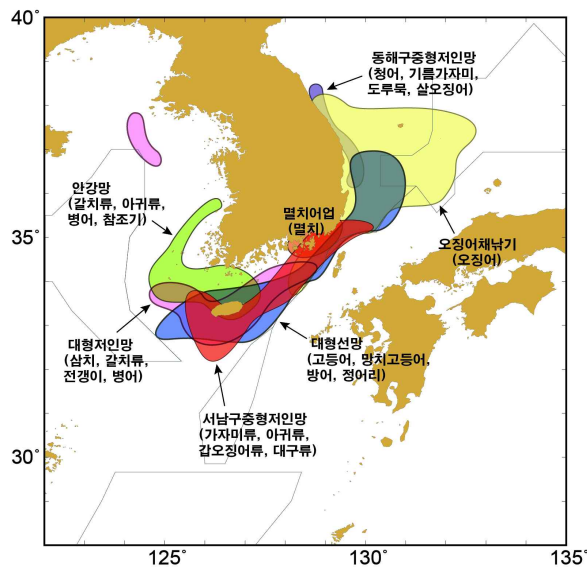 40°
35°
30°
125°
130°
135°
동해구중형저인망
(청어, 기름가자미,
도루묵, 살오징어)
안강망
(갈치류, 아귀류,
병어, 참조기)
멸치어업
(멸치)
오징어채낚기
(오징어)
대형저인망
(삼치, 갈치류,
전갱이, 병어)
대형선망
(고등어, 망치고등어,
방어, 정어리)
서남구중형저인망
(가자미류, 아귀류,
갑오징어류, 대구류)